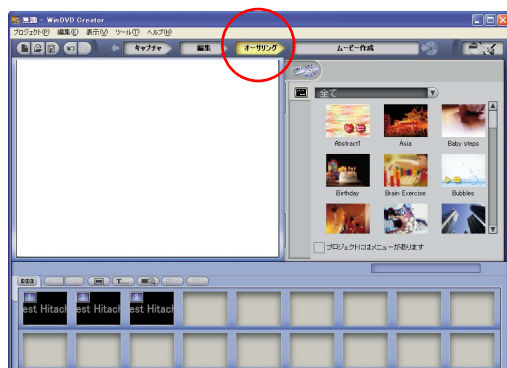 無題 - WinDVD Creator
プロジェクト(P) 編集(E) 表示(V) ツール(T) ヘルプ(H)
キャプチャ 編集 オーサリング ムービー作成
全て
Abstract1 Asia Baby steps
Birthday Brain Exercise Bubbles
プロジェクトにはメニューがあります
T...
1 2 3
est Hitach est Hitach est Hitach